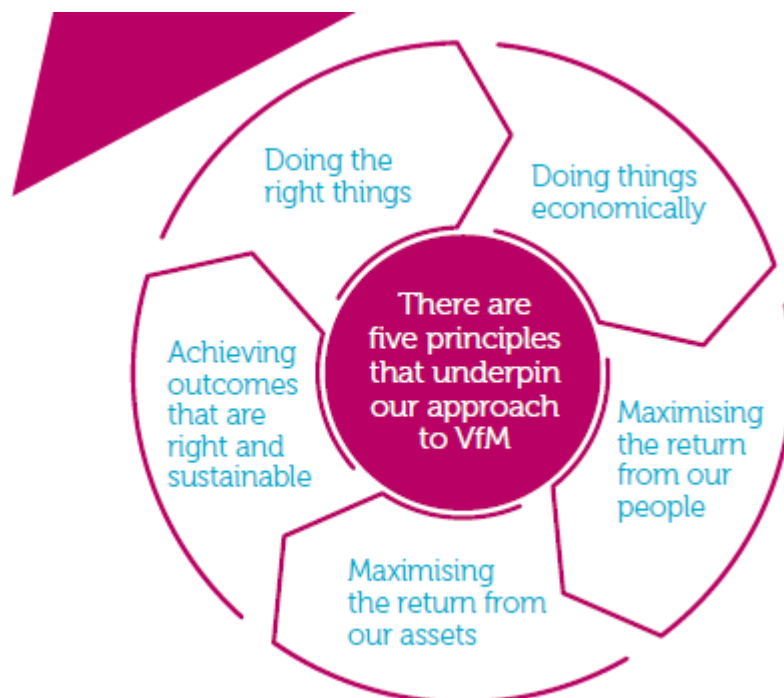 Doing the
right things
Doing things
economically
There are
five principles
that underpin
our approach
to VfM
Achieving
outcomes
that are
right and
sustainable
Maximising
the return
from our
people
Maximising
the return from
our assets